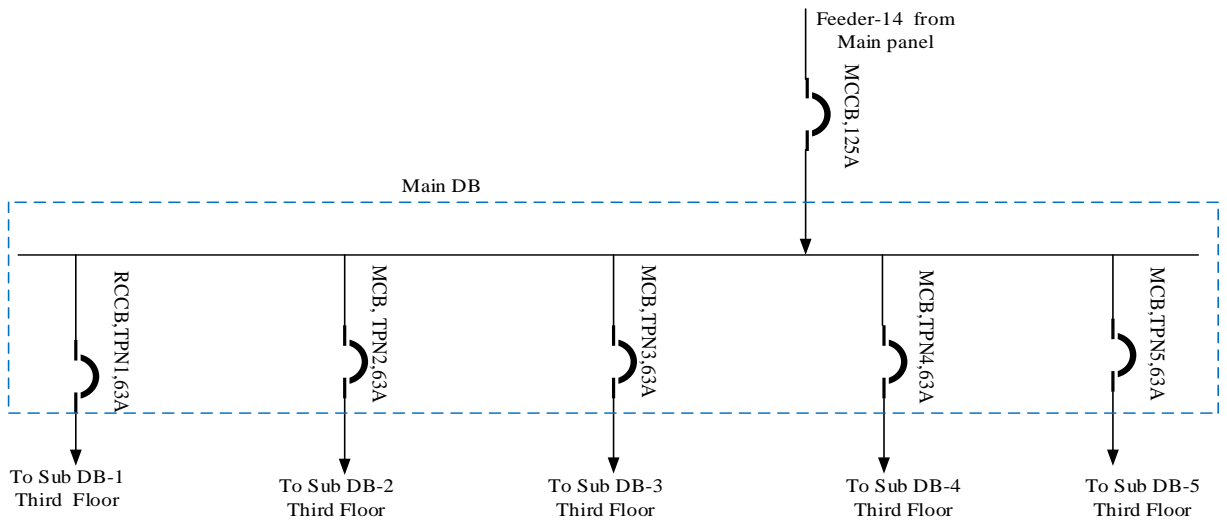 Feeder-14 from
Main panel
MCCB,125A
Main DB
RCCB,TPN1,63A
MCB, TPN2,63A
MCB,TPN3,63A
MCB,TPN4,63A
MCB,TPN5,63A
To Sub DB-1
Third Floor
To Sub DB-2
Third Floor
To Sub DB-3
Third Floor
To Sub DB-4
Third Floor
To Sub DB-5
Third Floor